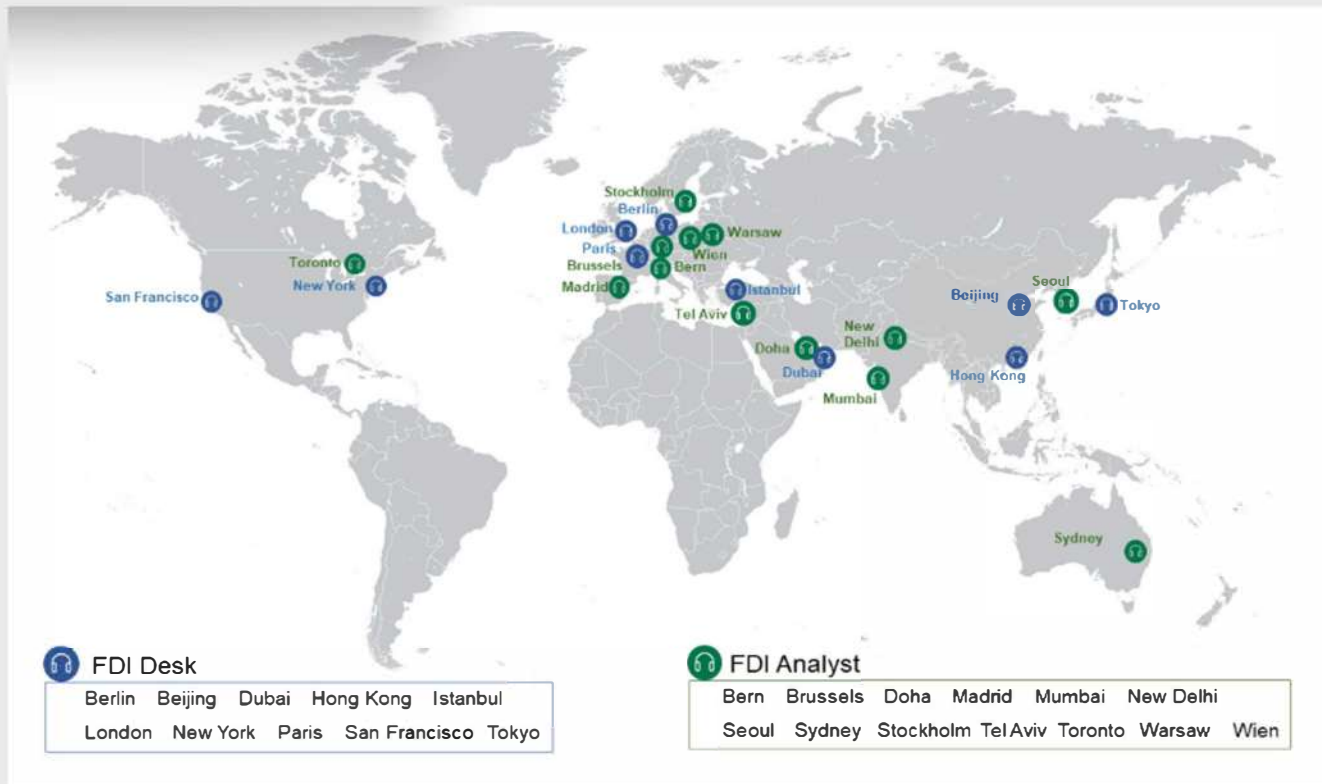 Stockholm
Berlin
London
Warsaw
Paris
Wien
Brussels
Bern
Madrid
Istanbul
Tel Aviv
Toronto
New York
San Francisco
Doha
Dubai
New
Delhi
Mumbai
Beijing
Seoul
Tokyo
Hong Kong
Sydney
FDI Desk
Berlin Beijing Dubai Hong Kong Istanbul
London New York Paris San Francisco Tokyo
FDI Analyst
Bern Brussels Doha Madrid Mumbai New Delhi
Seoul Sydney Stockholm Tel Aviv Toronto Warsaw Wien